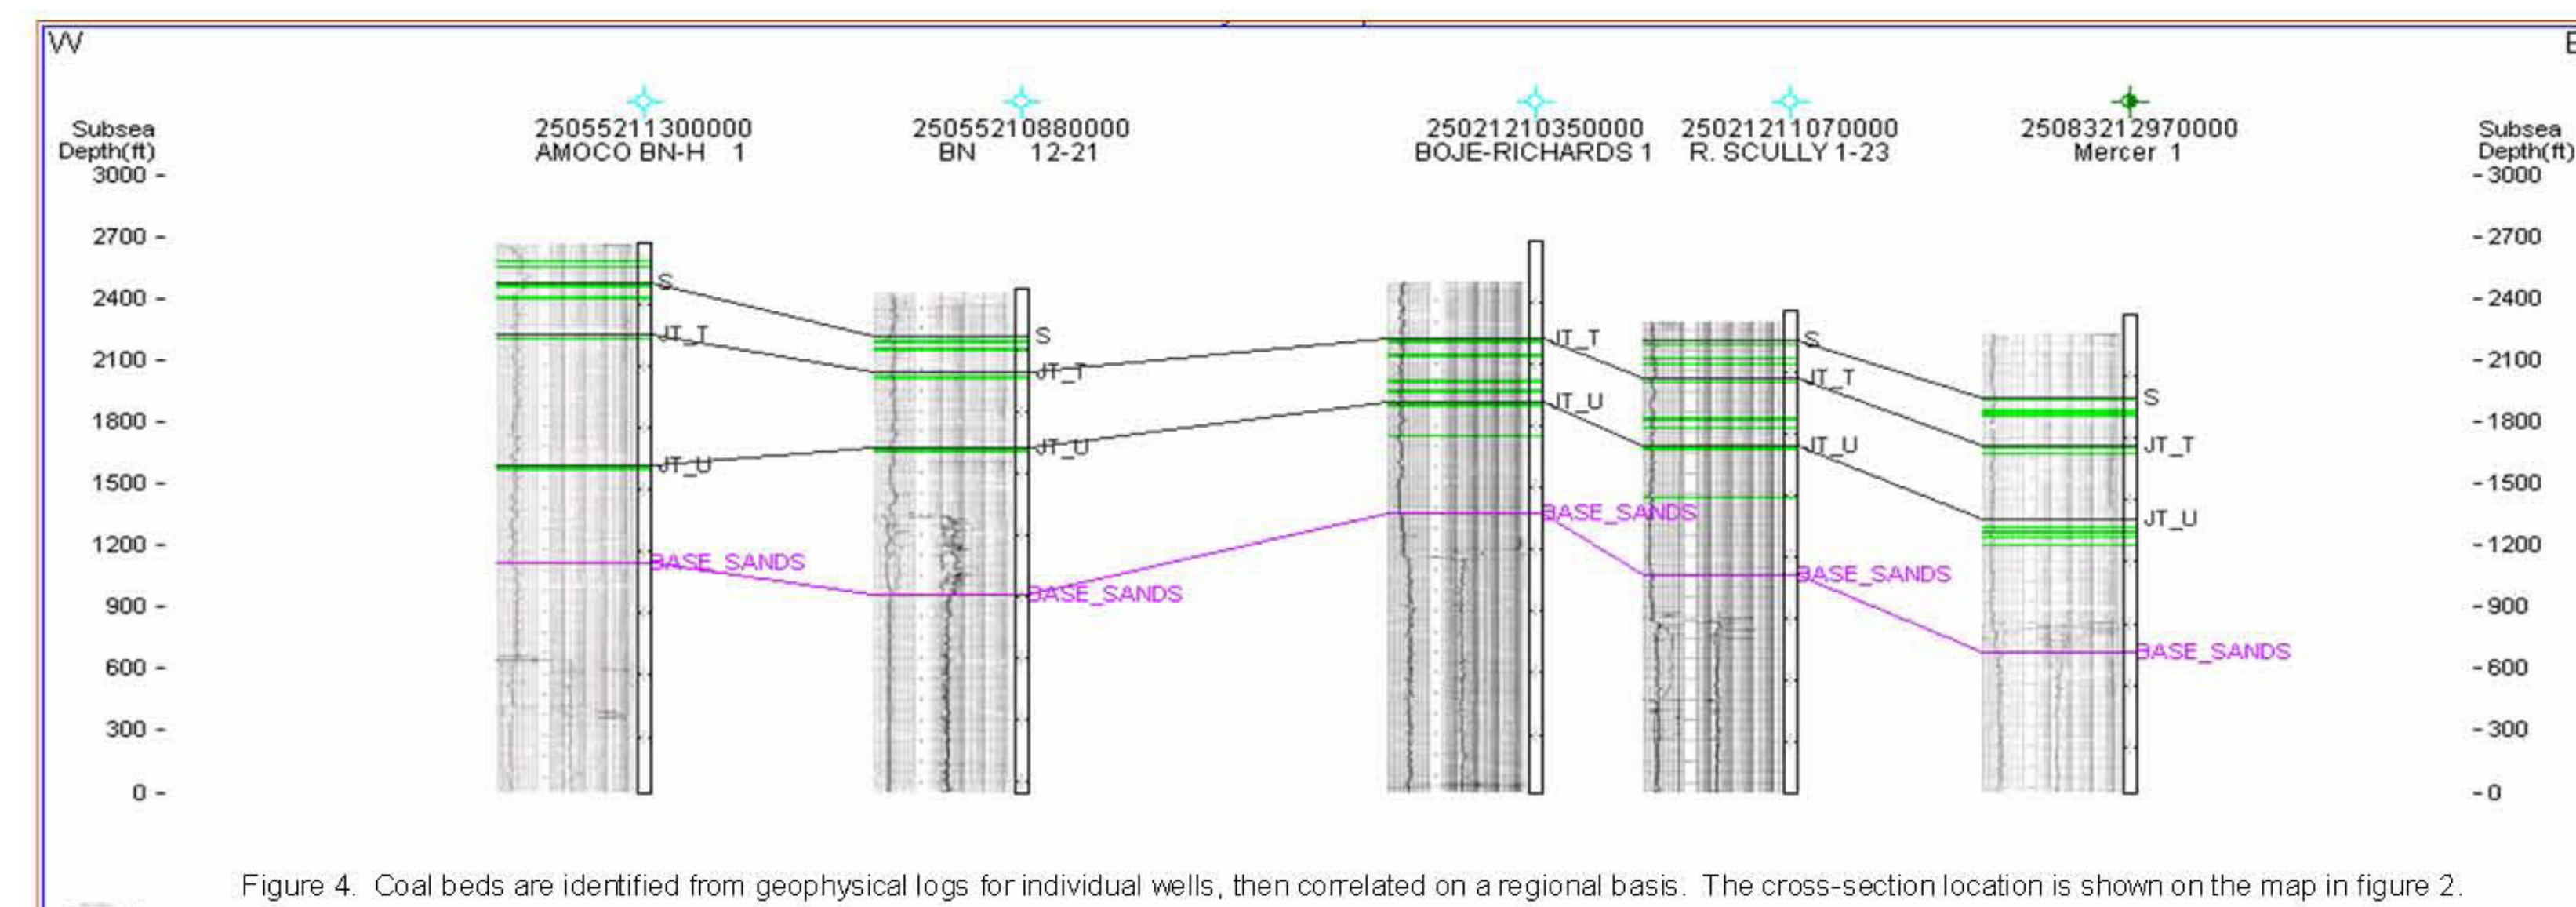 W
E
25055211300000 25055210880000 25021210350000 25021211070000 25083212970000
AMOCO BN-H 1 BN 12-21 BOJE-RICHARDS 1 R. SCULLY 1-23 Mercer 1
Subsea Subsea
Depth(ft) Depth(ft)
3000 - - 3000
2700 - - 2700
S
2400 - - 2400
JT_T S JT_T S
2100 - - 2100
JT_T JT_T
S
JT_U
1800 - - 1800
JT_U JT_U JT_T
JT_U
1500 - - 1500
BASE_SANDS JT_U
1200 - - 1200
BASE_SANDS BASE_SANDS
900 - BASE_SANDS - 900
BASE_SANDS
600 - - 600
300 - - 300
0 - - 0
Figure 4. Coal beds are identified from geophysical logs for individual wells, then correlated on a regional basis. The cross-section location is shown on the map in figure 2.